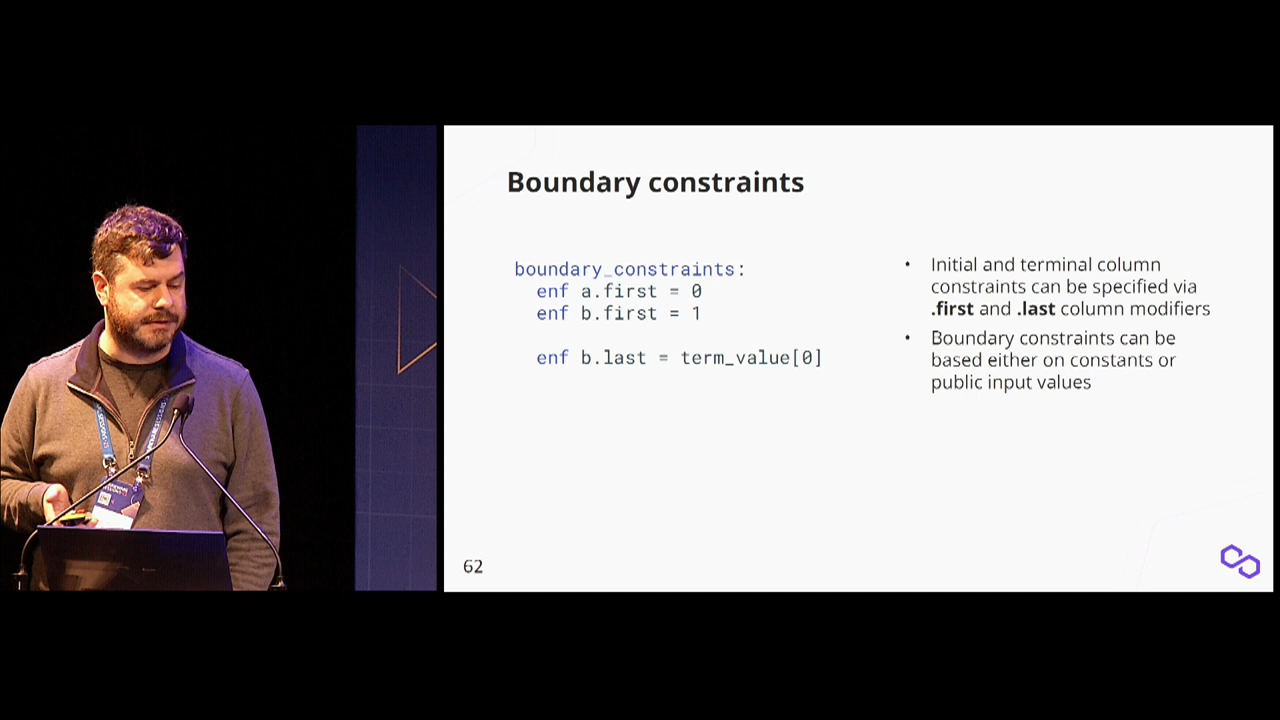 Boundary constraints
boundary_constraints:
enf a.first = 0
enf b.first = 1
enf b.last = term_value[0]
• Initial and terminal column
constraints can be specified via
.first and .last column modifiers
• Boundary constraints can be
based either on constants or
public input values
62